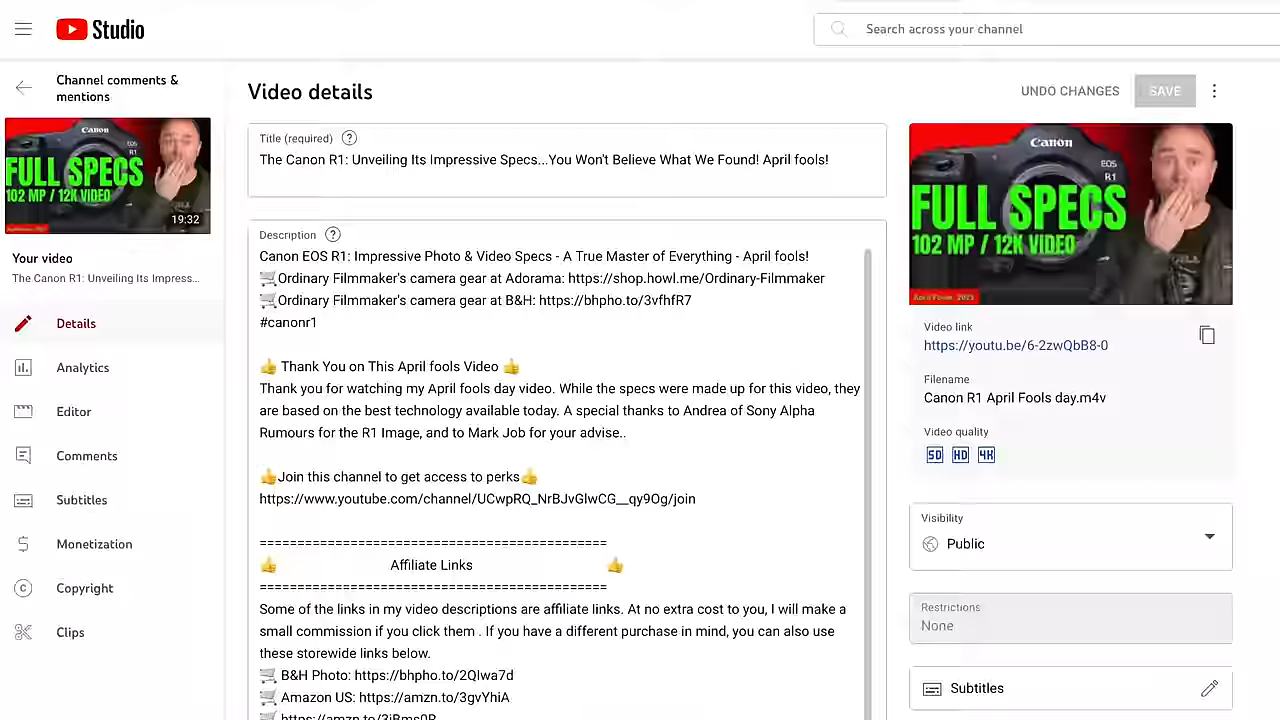 Studio
Search across your channel
Channel comments &
mentions
Canon
EOS
R1
FULL SPECS
102 MP / 12K VIDEO
19:32
Your video
The Canon R1: Unveiling Its Impress...
Details
Analytics
Editor
Comments
Subtitles
Monetization
Copyright
Clips
Video details
UNDO CHANGES
SAVE
Title (required)
The Canon R1: Unveiling Its Impressive Specs...You Won't Believe What We Found! April fools!
Description
Canon EOS R1: Impressive Photo & Video Specs - A True Master of Everything - April fools!
🛒Ordinary Filmmaker's camera gear at Adorama: https://shop.howl.me/Ordinary-Filmmaker
🛒Ordinary Filmmaker's camera gear at B&H: https://bhpho.to/3vfhfR7
#canonr1
👍 Thank You on This April fools Video 👍
Thank you for watching my April fools day video. While the specs were made up for this video, they
are based on the best technology available today. A special thanks to Andrea of Sony Alpha
Rumours for the R1 Image, and to Mark Job for your advise..
👍Join this channel to get access to perks👍
https://www.youtube.com/channel/UCwpRQ_NrBJvGlwCG__qy9Og/join
==============================================
👍 Affiliate Links 👍
==============================================
Some of the links in my video descriptions are affiliate links. At no extra cost to you, I will make a
small commission if you click them . If you have a different purchase in mind, you can also use
these storewide links below.
🛒 B&H Photo: https://bhpho.to/2Qlwa7d
🛒 Amazon US: https://amzn.to/3gvYhiA
Canon
EOS
R1
FULL SPECS
102 MP / 12K VIDEO
April Fools, 2023
Video link
https://youtu.be/6-2zwQbB8-0
Filename
Canon R1 April Fools day.m4v
Video quality
SD HD 4K
Visibility
Public
Restrictions
None
Subtitles